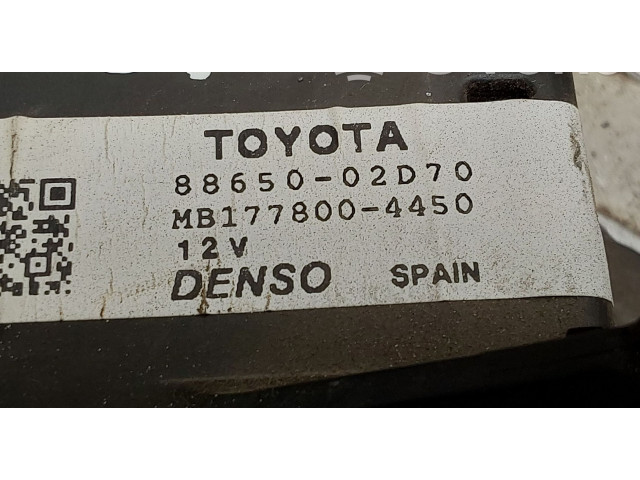 TOYOTA
88650-02D70
MB177800-4450
12V
DENSO SPAIN